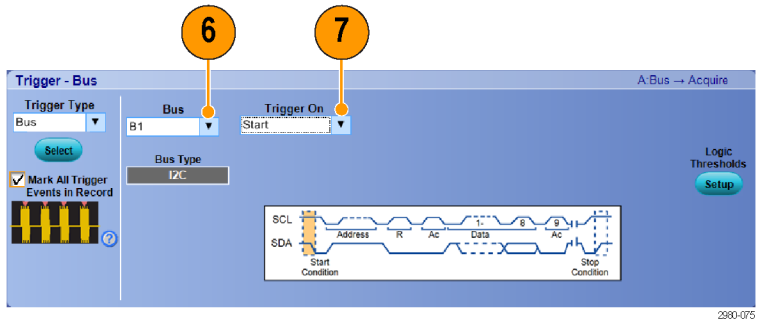 6 7
Trigger - Bus A:Bus → Acquire
Trigger Type
Bus
Select
Mark All Trigger
Events in Record
?
Bus
B1
Bus Type
I2C
Trigger On
Start
Logic
Thresholds
Setup
SCL
SDA
Address R Ac 1- Data 8 9 Ac
Start
Condition
Stop
Condition
2980-075